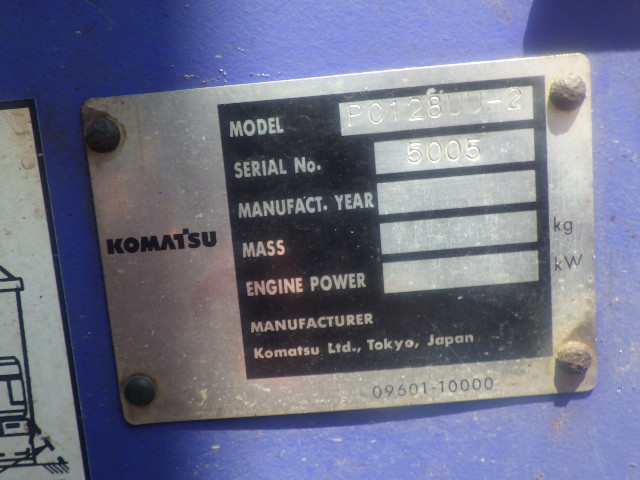 MODEL PC128UU-2
SERIAL No. 5005
MANUFACT. YEAR
KOMATSU
MASS kg
ENGINE POWER kW
MANUFACTURER
Komatsu Ltd., Tokyo, Japan
09601-10000